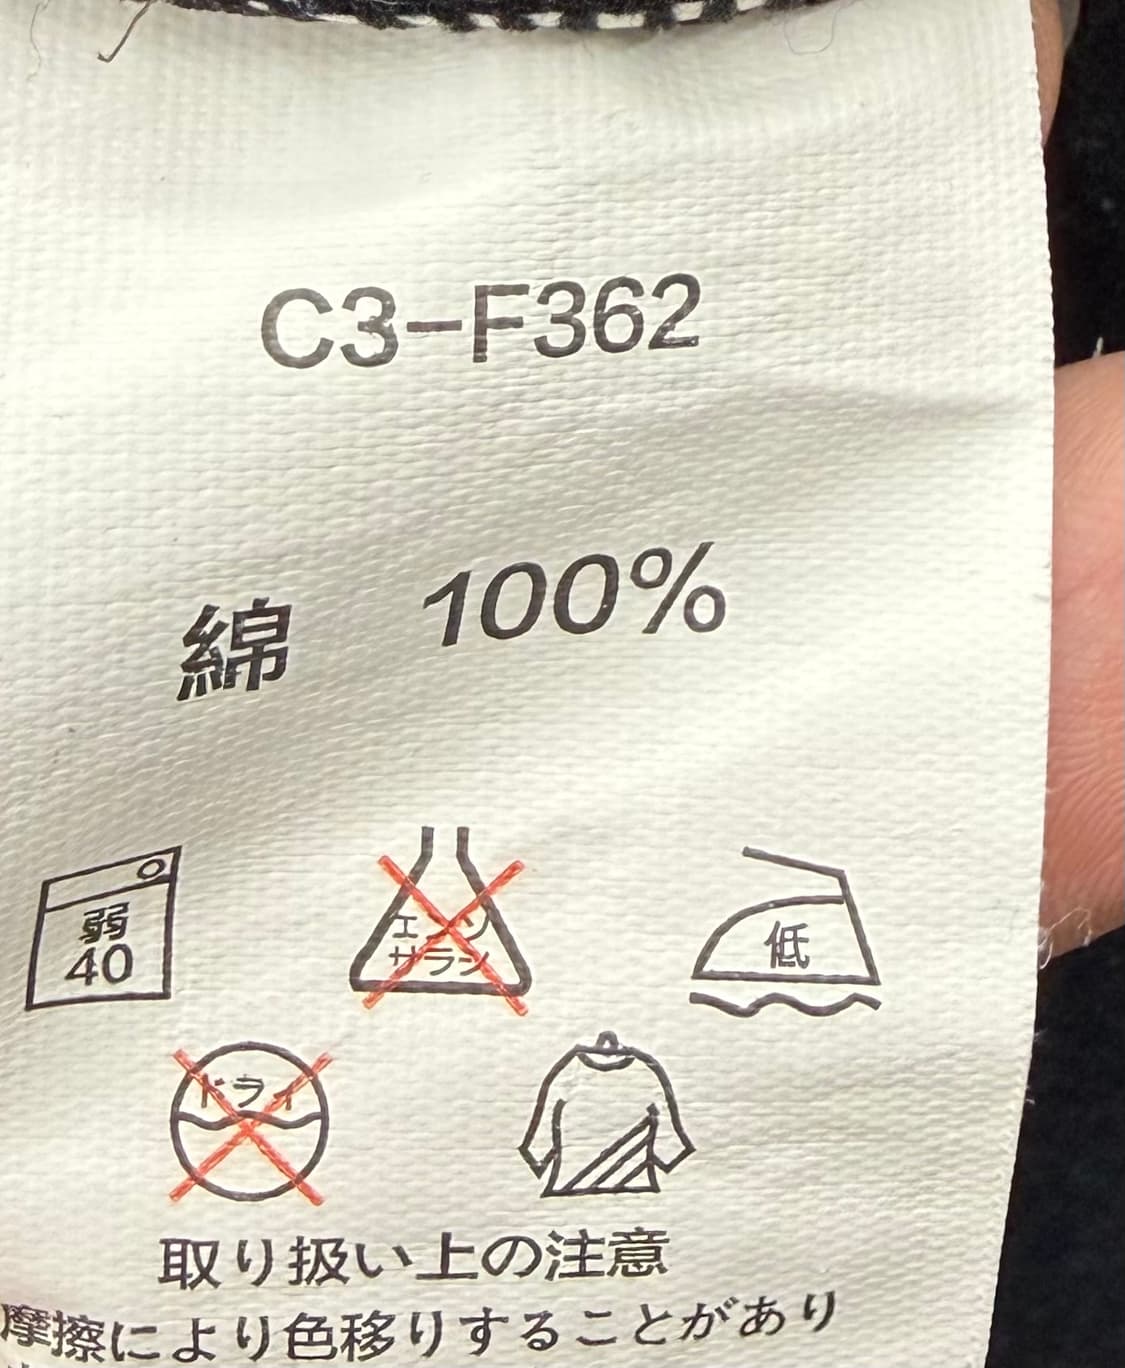 C3-F362
綿 100%
弱
40
エンソ
サラシ
低
ドライ
取り扱い上の注意
摩擦により色移りすることがあり